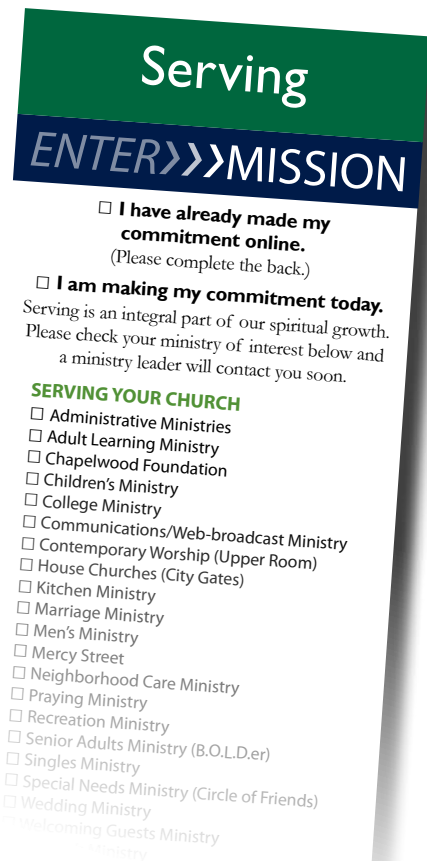 Serving
ENTER》》》MISSION
☐ I have already made my
commitment online.
(Please complete the back.)
☐ I am making my commitment today.
Serving is an integral part of our spiritual growth.
Please check your ministry of interest below and
a ministry leader will contact you soon.
SERVING YOUR CHURCH
☐ Administrative Ministries
☐ Adult Learning Ministry
☐ Chapelwood Foundation
☐ Children's Ministry
☐ College Ministry
☐ Communications/Web-broadcast Ministry
☐ Contemporary Worship (Upper Room)
☐ House Churches (City Gates)
☐ Kitchen Ministry
☐ Marriage Ministry
☐ Men's Ministry
☐ Mercy Street
☐ Neighborhood Care Ministry
☐ Praying Ministry
☐ Recreation Ministry
☐ Senior Adults Ministry (B.O.L.D.er)
☐ Singles Ministry
☐ Special Needs Ministry (Circle of Friends)
☐ Wedding Ministry
☐ Welcoming Guests Ministry
Ministry